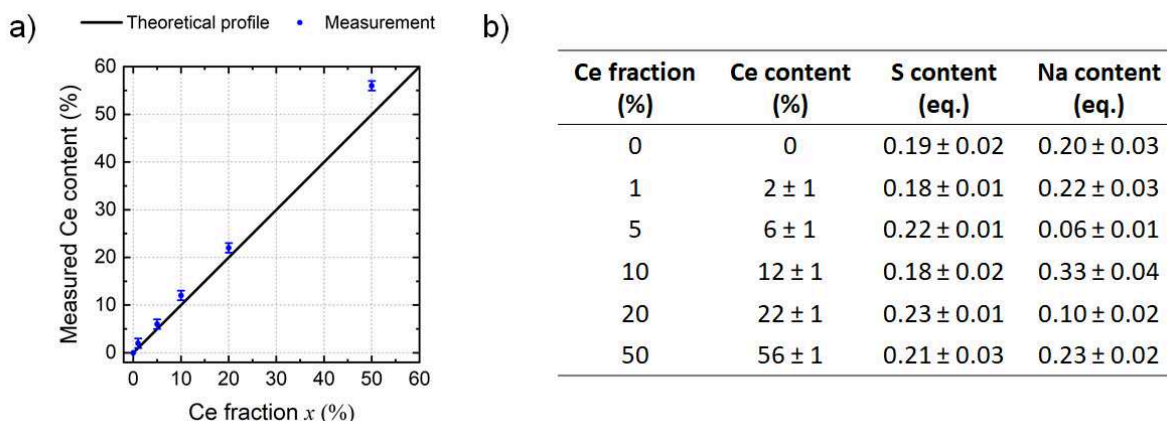 a)
Theoretical profile
Measurement
60
50
40
30
20
10
0
Measured Ce content (%)
0 10 20 30 40 50 60
Ce fraction x (%)
b)
Ce fraction (%) Ce content (%) S content (eq.) Na content (eq.)
0 0 0.19 ± 0.02 0.20 ± 0.03
1 2 ± 1 0.18 ± 0.01 0.22 ± 0.03
5 6 ± 1 0.22 ± 0.01 0.06 ± 0.01
10 12 ± 1 0.18 ± 0.02 0.33 ± 0.04
20 22 ± 1 0.23 ± 0.01 0.10 ± 0.02
50 56 ± 1 0.21 ± 0.03 0.23 ± 0.02